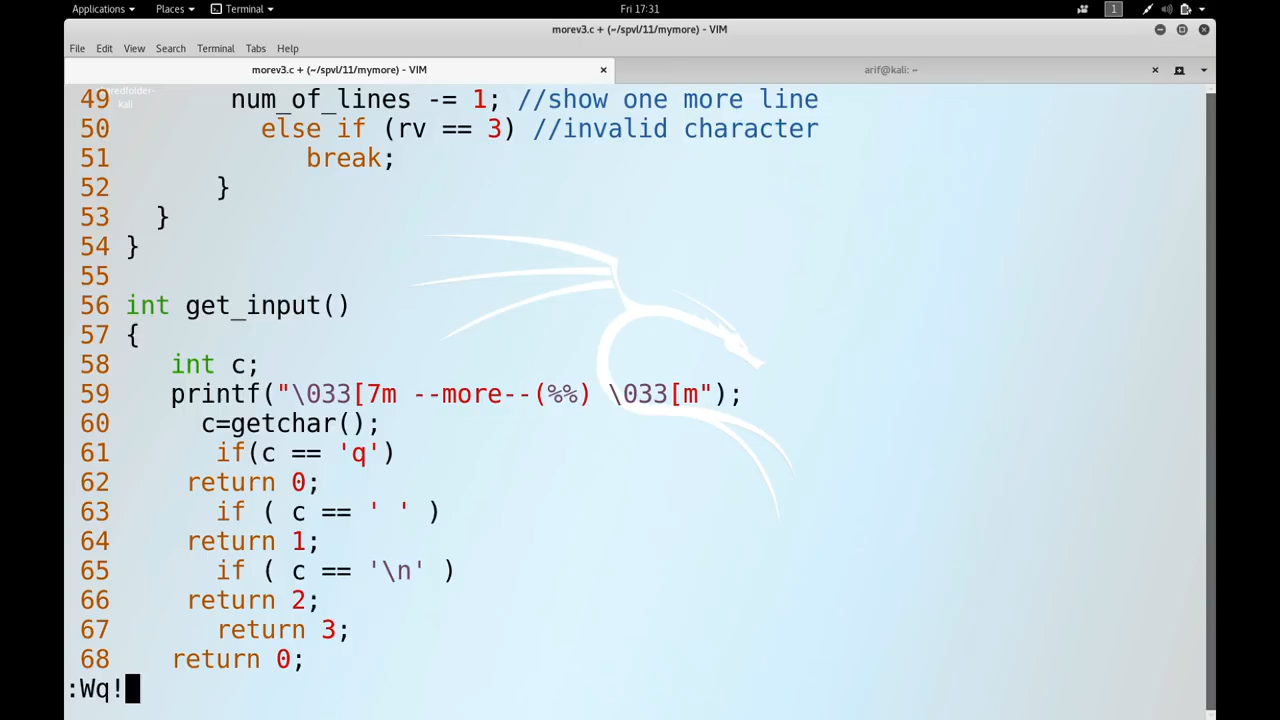 Applications Places Terminal Fri 17:31 1
morev3.c + (~/spvl/11/mymore) - VIM
File Edit View Search Terminal Tabs Help
morev3.c + (~/spvl/11/mymore) - VIM × arif@kali: ~ ×
49 num_of_lines -= 1; //show one more line
50 else if (rv == 3) //invalid character
51 break;
52 }
53 }
54 }
55
56 int get_input()
57 {
58 int c;
59 printf("\033[7m --more--(%%) \033[m");
60 c=getchar();
61 if(c == 'q')
62 return 0;
63 if ( c == ' ' )
64 return 1;
65 if ( c == '\n' )
66 return 2;
67 return 3;
68 return 0;
:Wq!